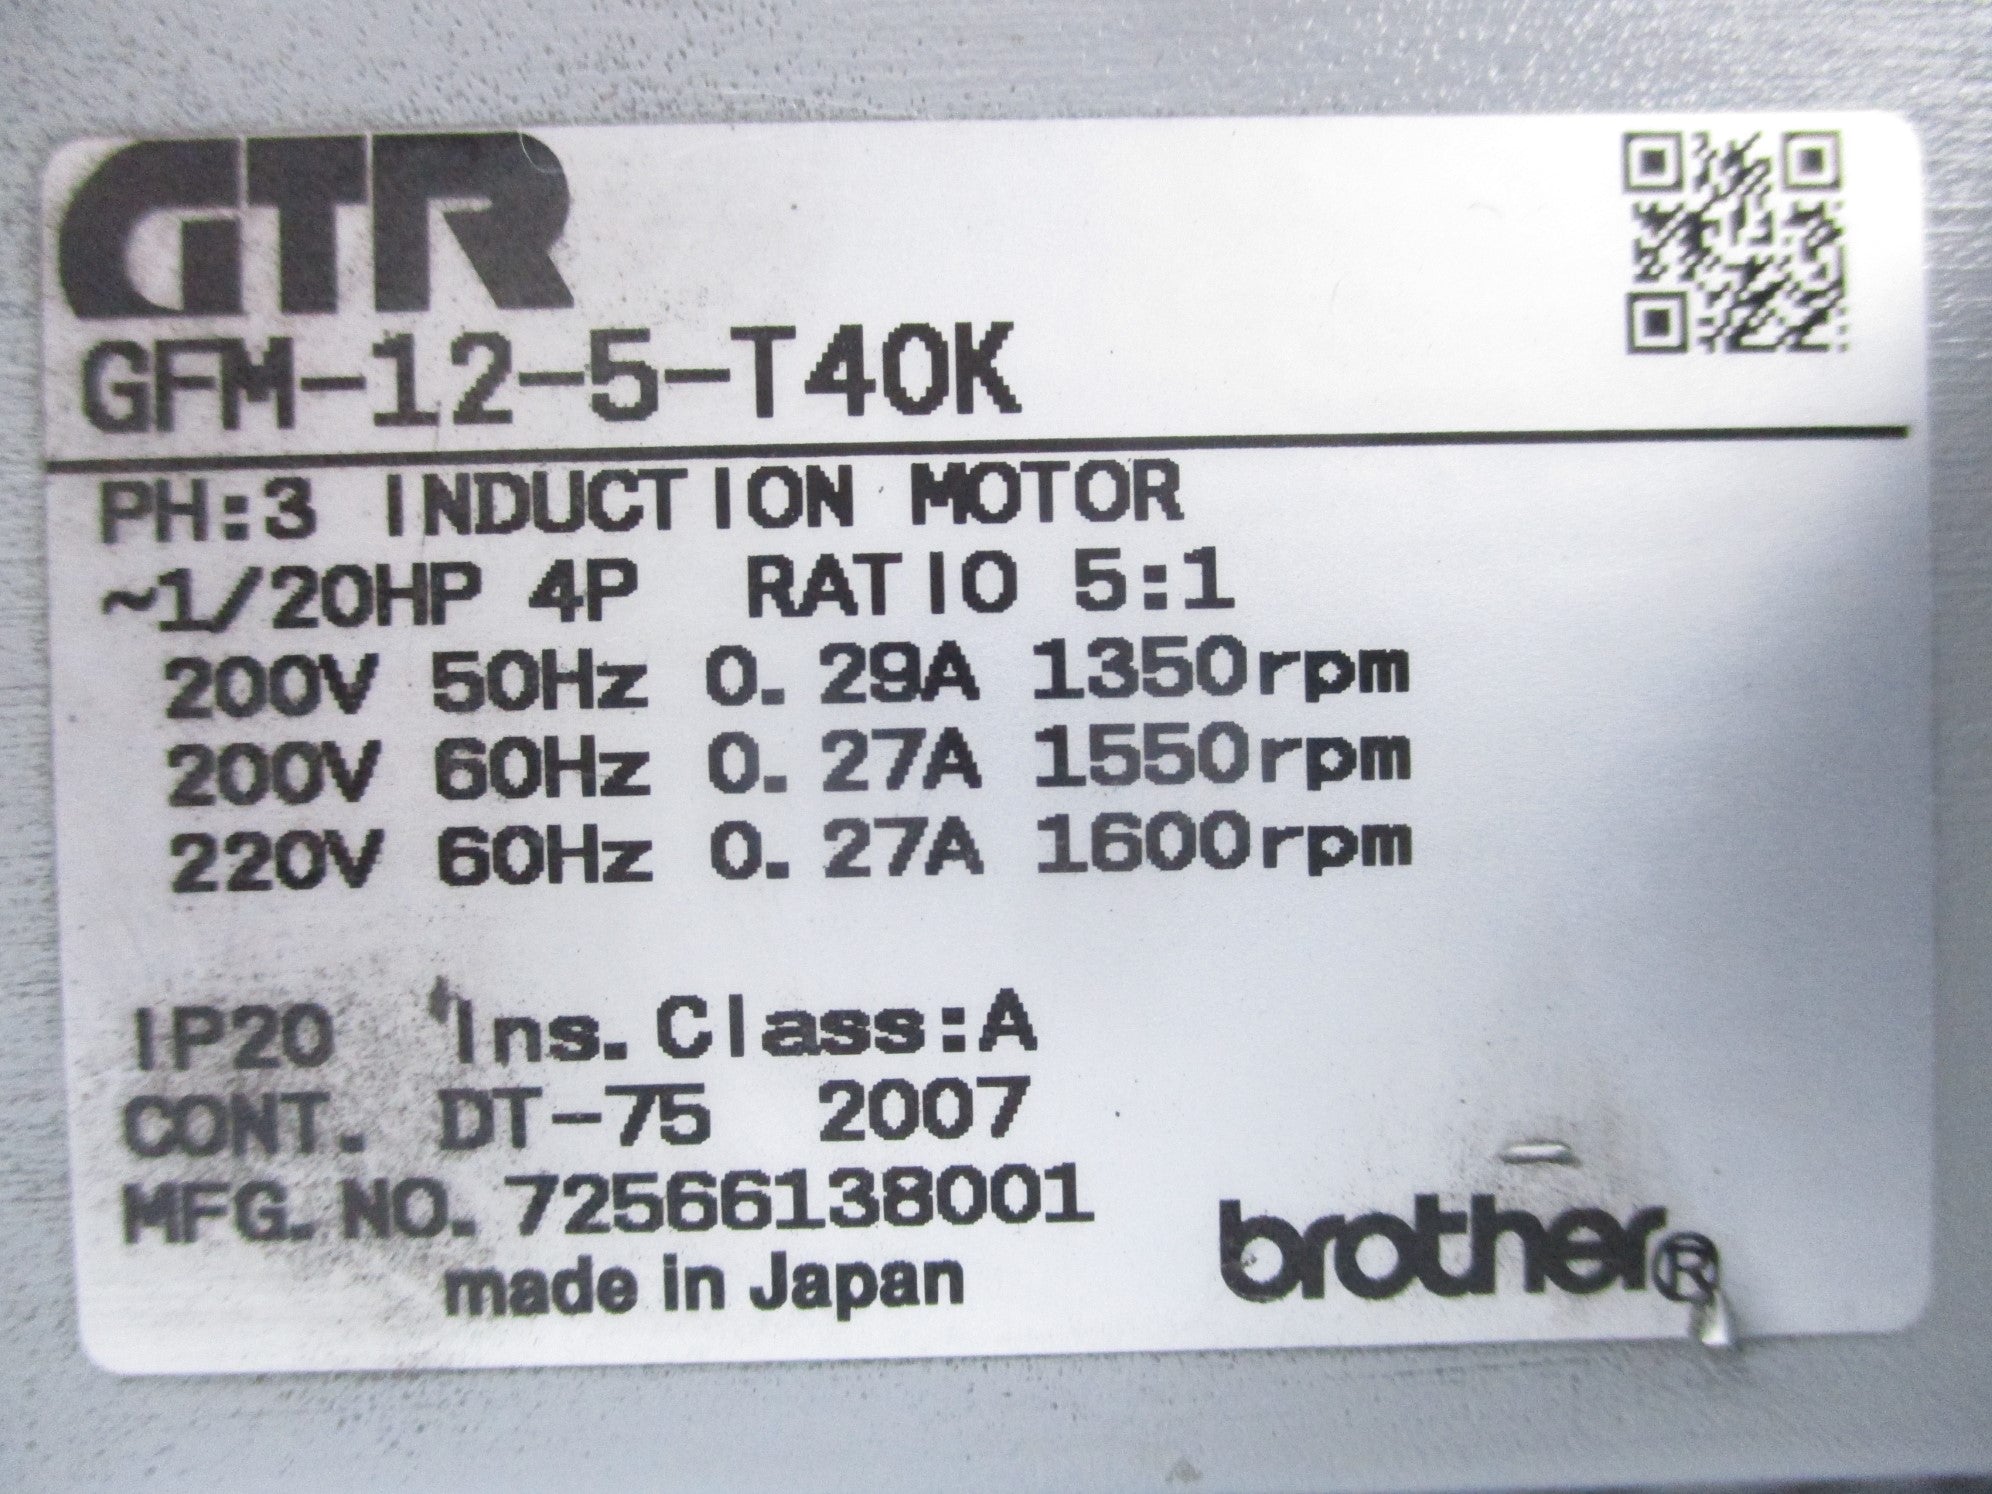 GTR
GFM-12-5-T40K
PH:3 INDUCTION MOTOR
~1/20HP 4P RATIO 5:1
200V 50Hz 0.29A 1350rpm
200V 60Hz 0.27A 1550rpm
220V 60Hz 0.27A 1600rpm
IP20 Ins.Class:A
CONT. DT-75 2007
MFG.NO.72566138001
made in Japan
brother®